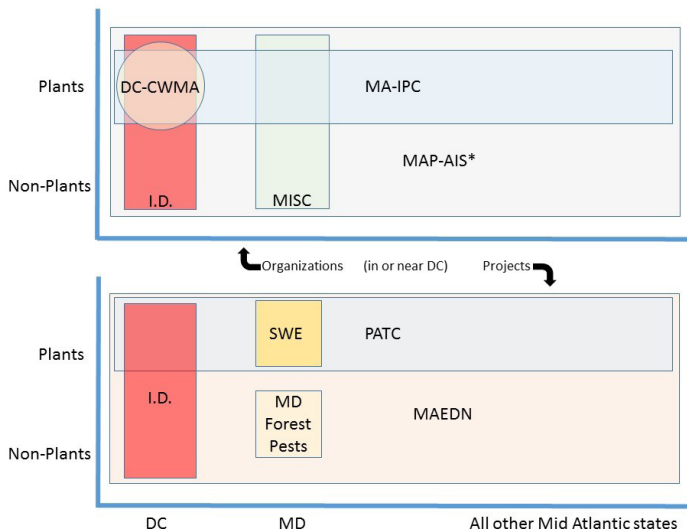 Plants
DC-CWMA
MA-IPC
MAP-AIS*
Non-Plants
I.D.
MISC
Organizations (in or near DC) Projects
SWE
PATC
Plants
I.D.
MD
Forest
Pests
MAEDN
Non-Plants
DC
MD
All other Mid Atlantic states